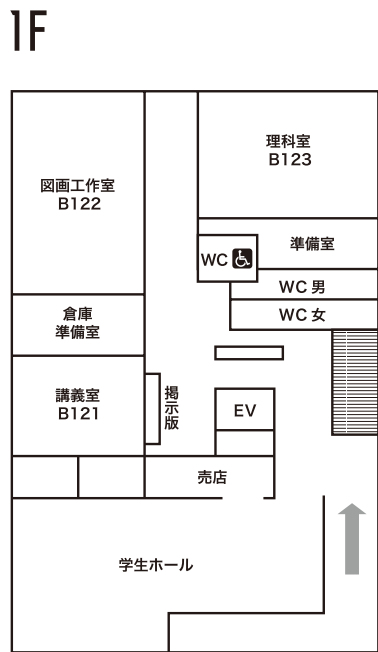 1F
図画工作室
B122
理科室
B123
WC
準備室
WC 男
WC 女
倉庫
準備室
講義室
B121
掲示版
EV
売店
学生ホール